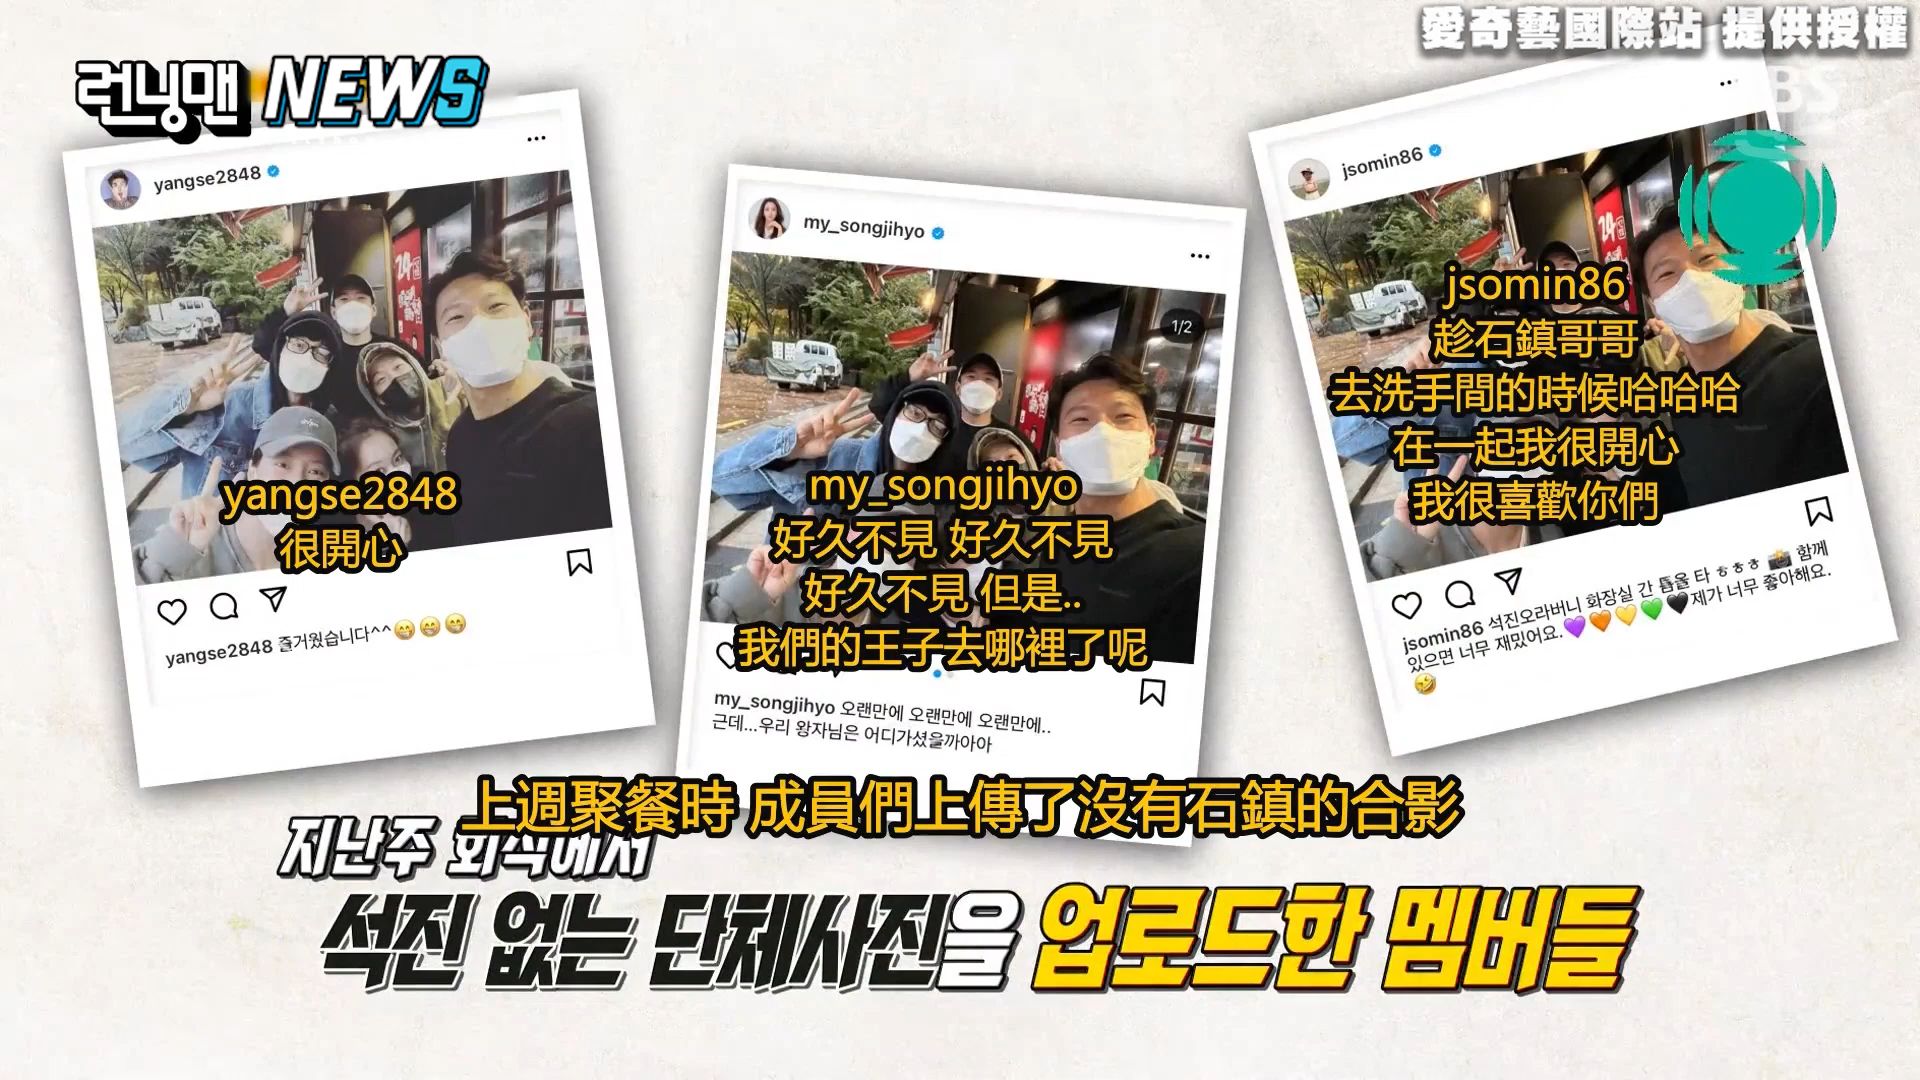 愛奇藝國際站 提供授權
런닝맨 NEWS
SBS
yangse2848
yangse2848
很開心
yangse2848 즐거웠습니다^^😁😁😁
my_songjihyo
1/2
my_songjihyo
好久不見 好久不見
好久不見 但是..
我們的王子去哪裡了呢
my_songjihyo 오랜만에 오랜만에 오랜만에..
근데...우리 왕자님은 어디가셨을까아아
jsomin86
24
jsomin86
趁石鎮哥哥
去洗手間的時候哈哈哈
在一起我很開心
我很喜歡你們
jsomin86 석진오라버니 화장실 간 틈을 타 ㅎㅎㅎ 📸 함께
있으면 너무 재밌어요.💜🧡💛💚🖤제가 너무 좋아해요.
🤣
上週聚餐時 成員們上傳了沒有石鎮的合影
지난주 회식에서
석진 없는 단체사진을 업로드한 멤버들